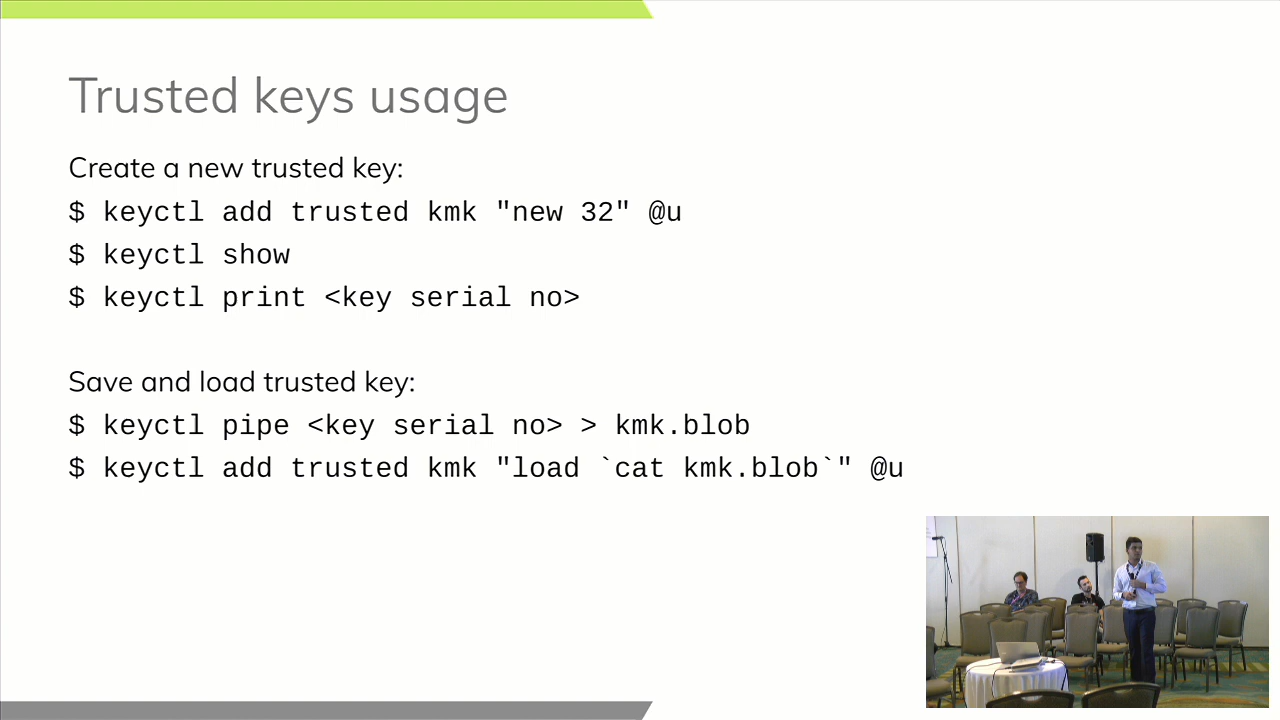 Trusted keys usage
Create a new trusted key:
$ keyctl add trusted kmk "new 32" @u
$ keyctl show
$ keyctl print <key serial no>
Save and load trusted key:
$ keyctl pipe <key serial no> > kmk.blob
$ keyctl add trusted kmk "load `cat kmk.blob`" @u